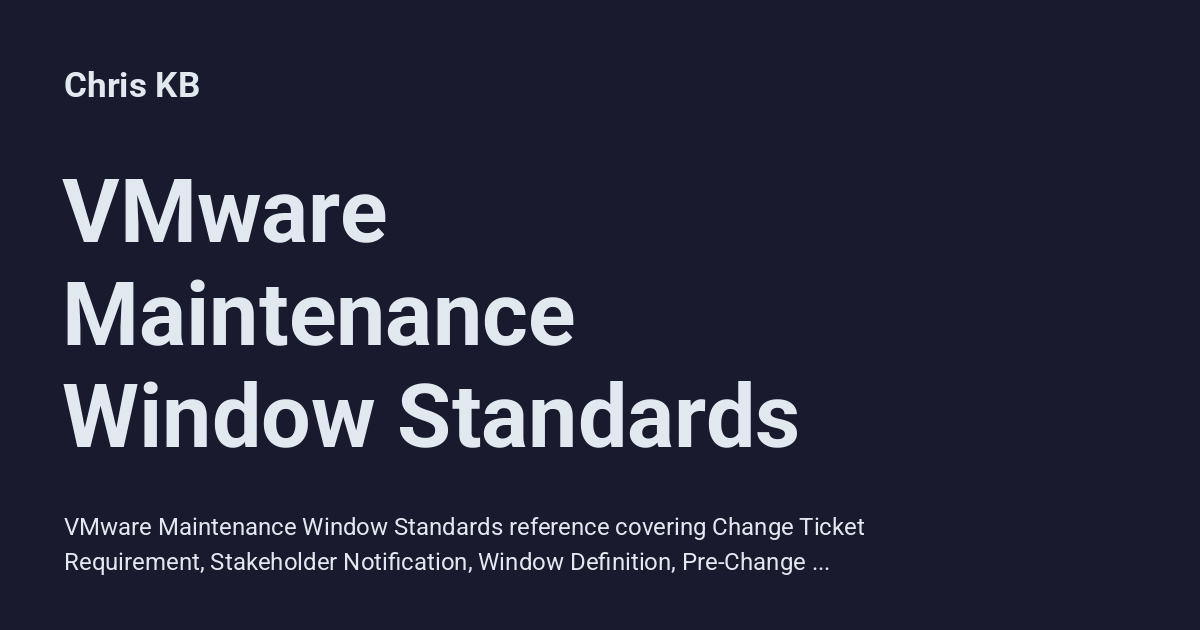 Chris KB
VMware
Maintenance
Window Standards
VMware Maintenance Window Standards reference covering Change Ticket
Requirement, Stakeholder Notification, Window Definition, Pre-Change ...